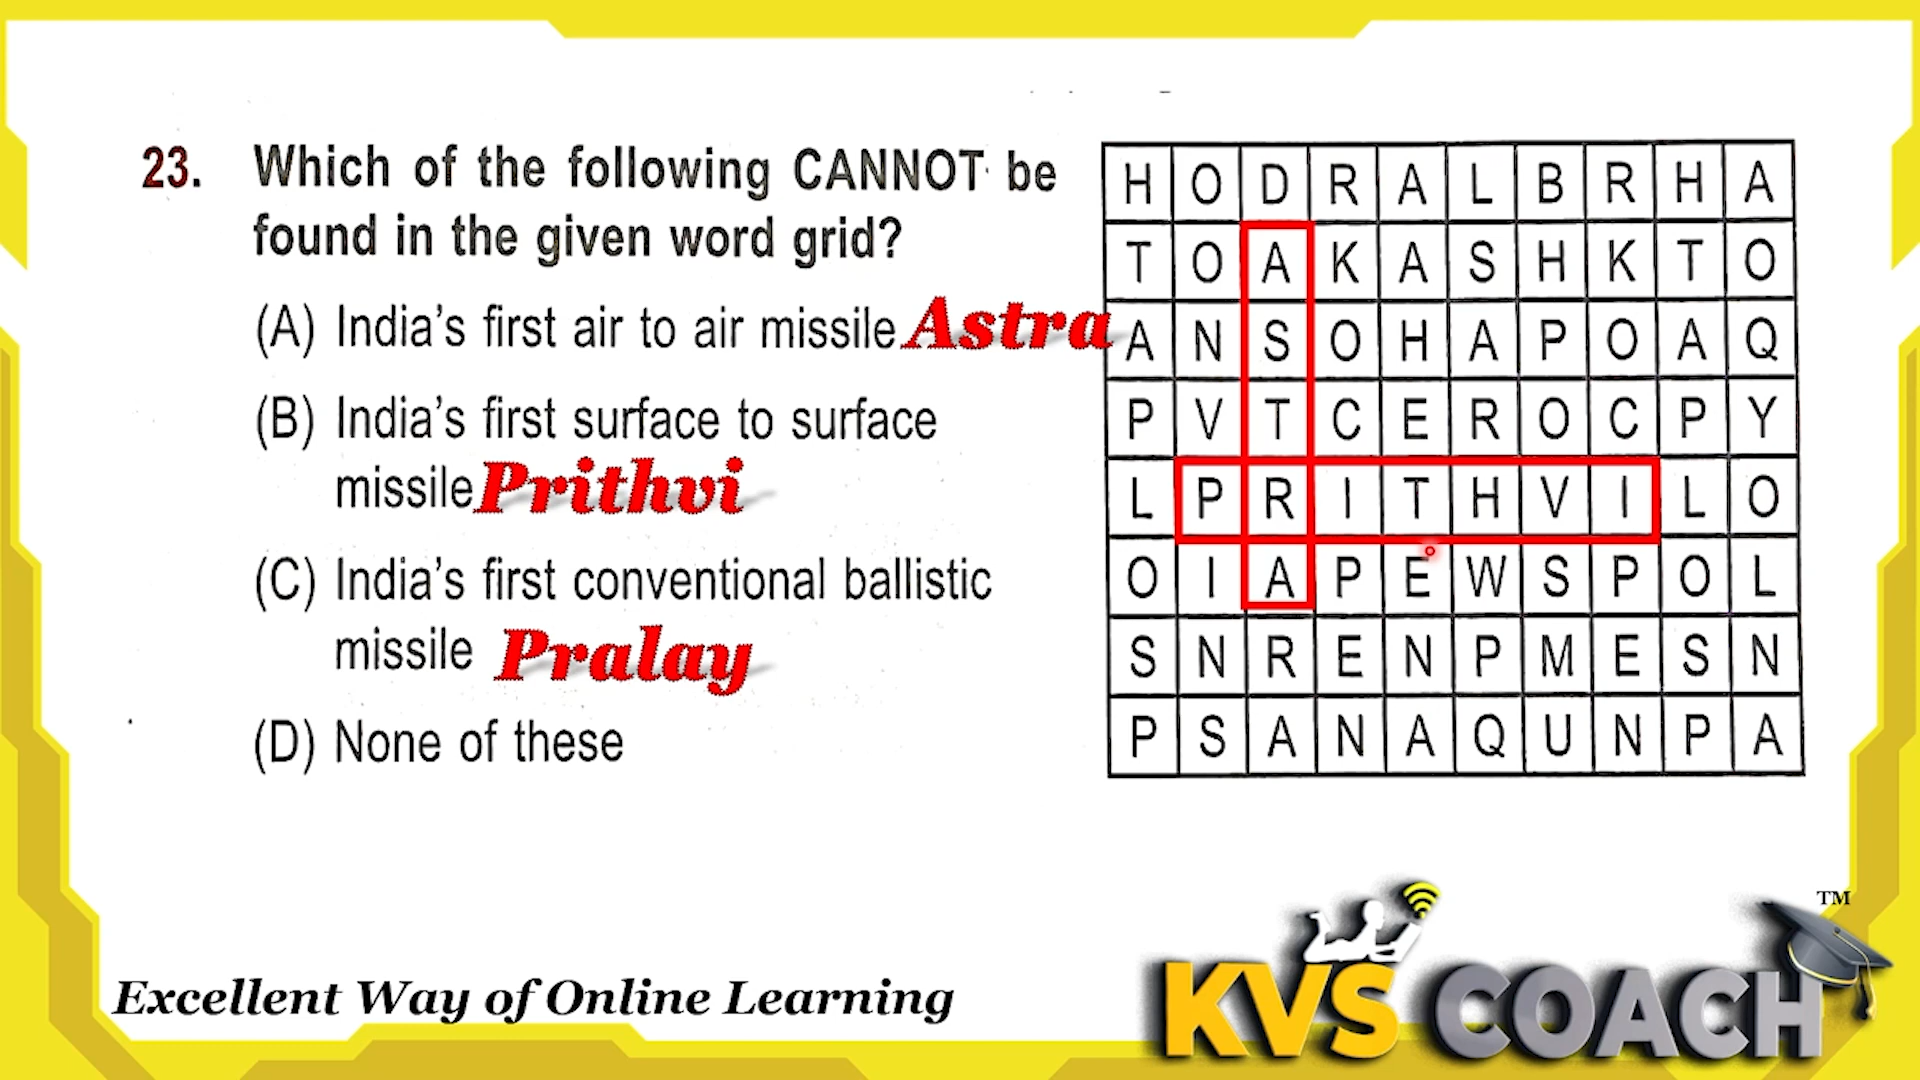 23. Which of the following CANNOT be
found in the given word grid?
(A) India's first air to air missile Astra
(B) India's first surface to surface
missile Prithvi
(C) India's first conventional ballistic
missile Pralay
(D) None of these
H O D R A L B R H A
T O A K A S H K T O
A N S O H A P O A Q
P V T C E R O C P Y
L P R I T H V I L O
O I A P E W S P O L
S N R E N P M E S N
P S A N A Q U N P A
Excellent Way of Online Learning
KVS COACH TM